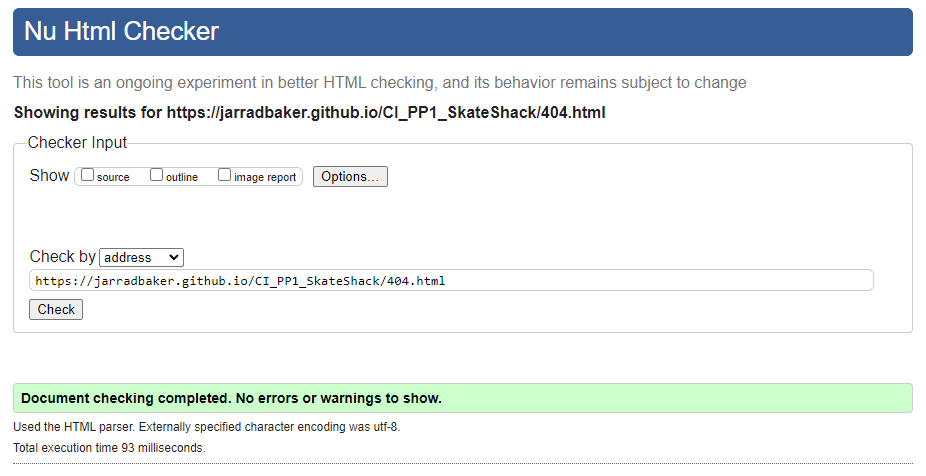 Nu Html Checker
This tool is an ongoing experiment in better HTML checking, and its behavior remains subject to change
Showing results for https://jarradbaker.github.io/CI_PP1_SkateShack/404.html
Checker Input
Show source outline image report Options...
Check by address
https://jarradbaker.github.io/CI_PP1_SkateShack/404.html
Check
Document checking completed. No errors or warnings to show.
Used the HTML parser. Externally specified character encoding was utf-8.
Total execution time 93 milliseconds.